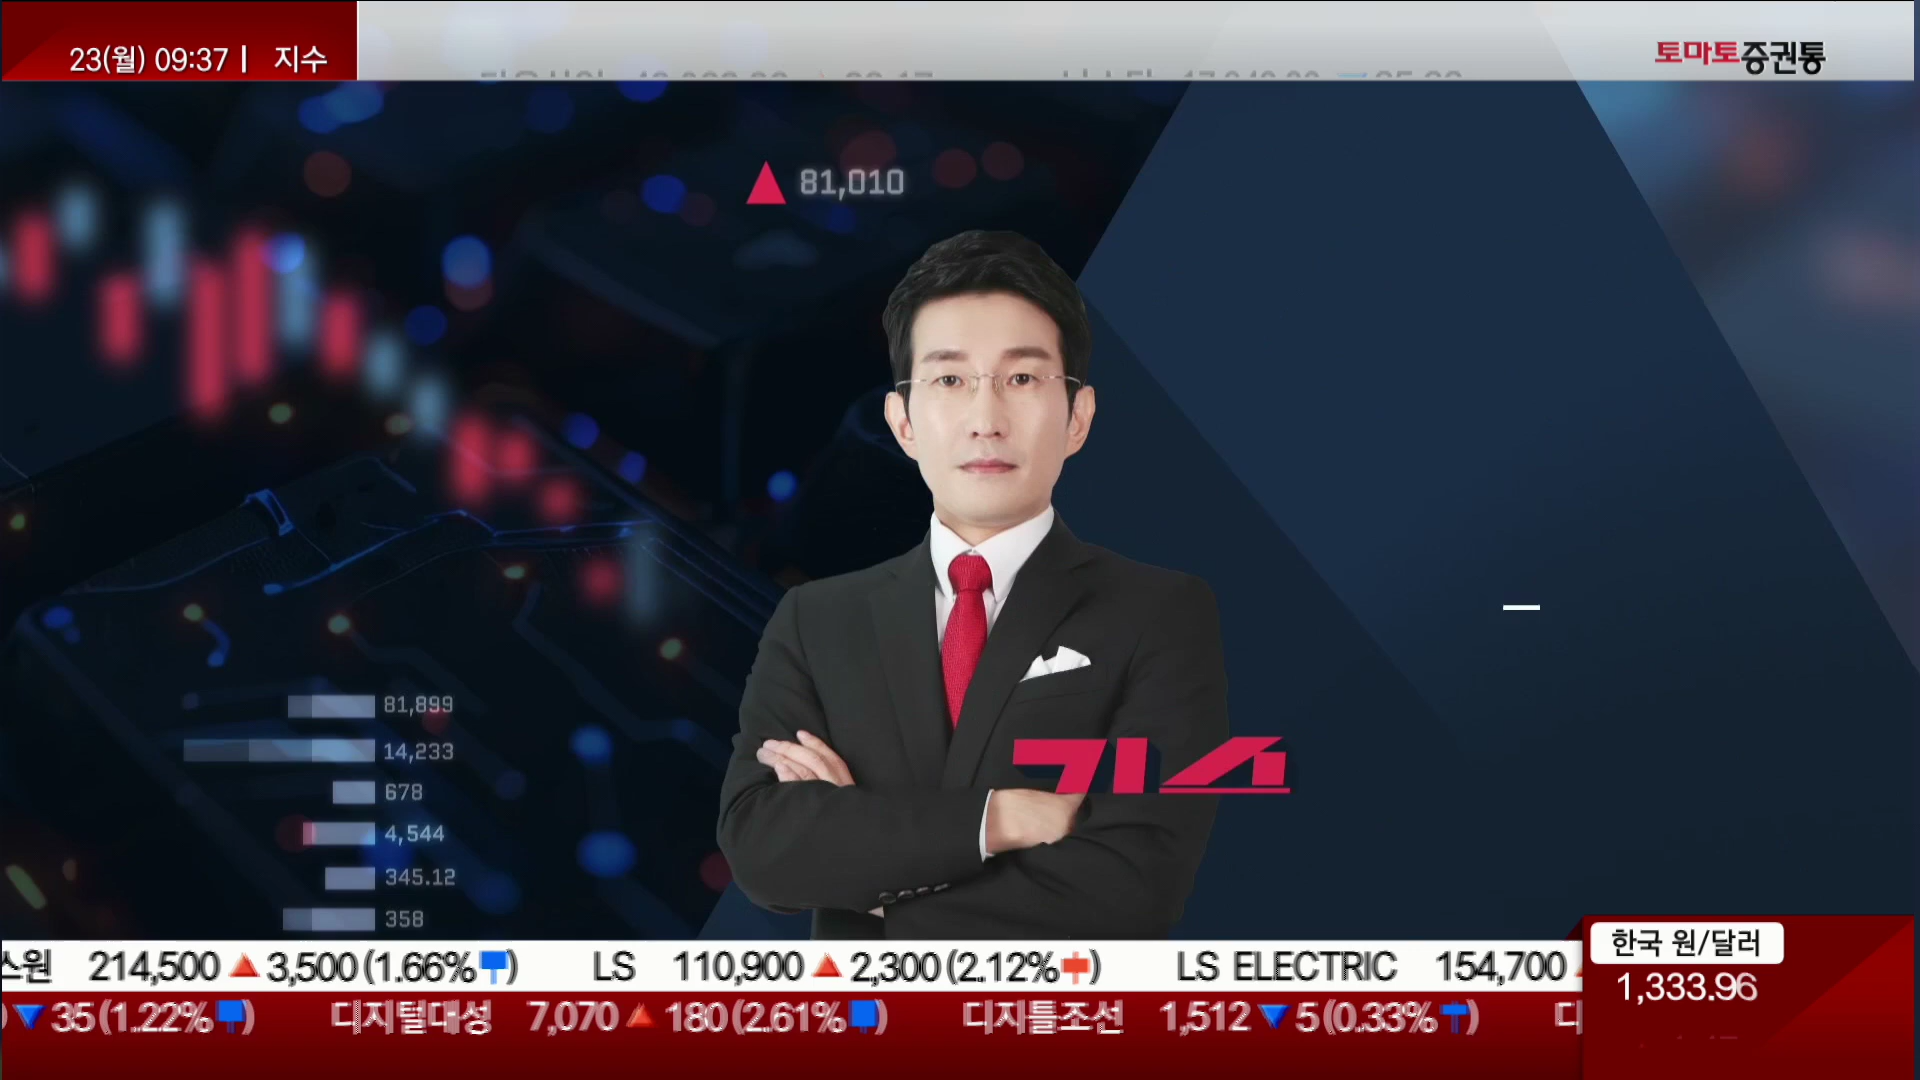 23(월) 09:37 | 지수
토마토증권통
81,010
81,899
14,233
678
4,544
345.12
358
스원 214,500 ▲ 3,500 (1.66%) LS 110,900 ▲ 2,300 (2.12%) LS ELECTRIC 154,700
▼ 35 (1.22%) 디지털대성 7,070 ▲ 180 (2.61%) 디지틀조선 1,512 ▼ 5 (0.33%) 디
한국 원/달러
1,333.96